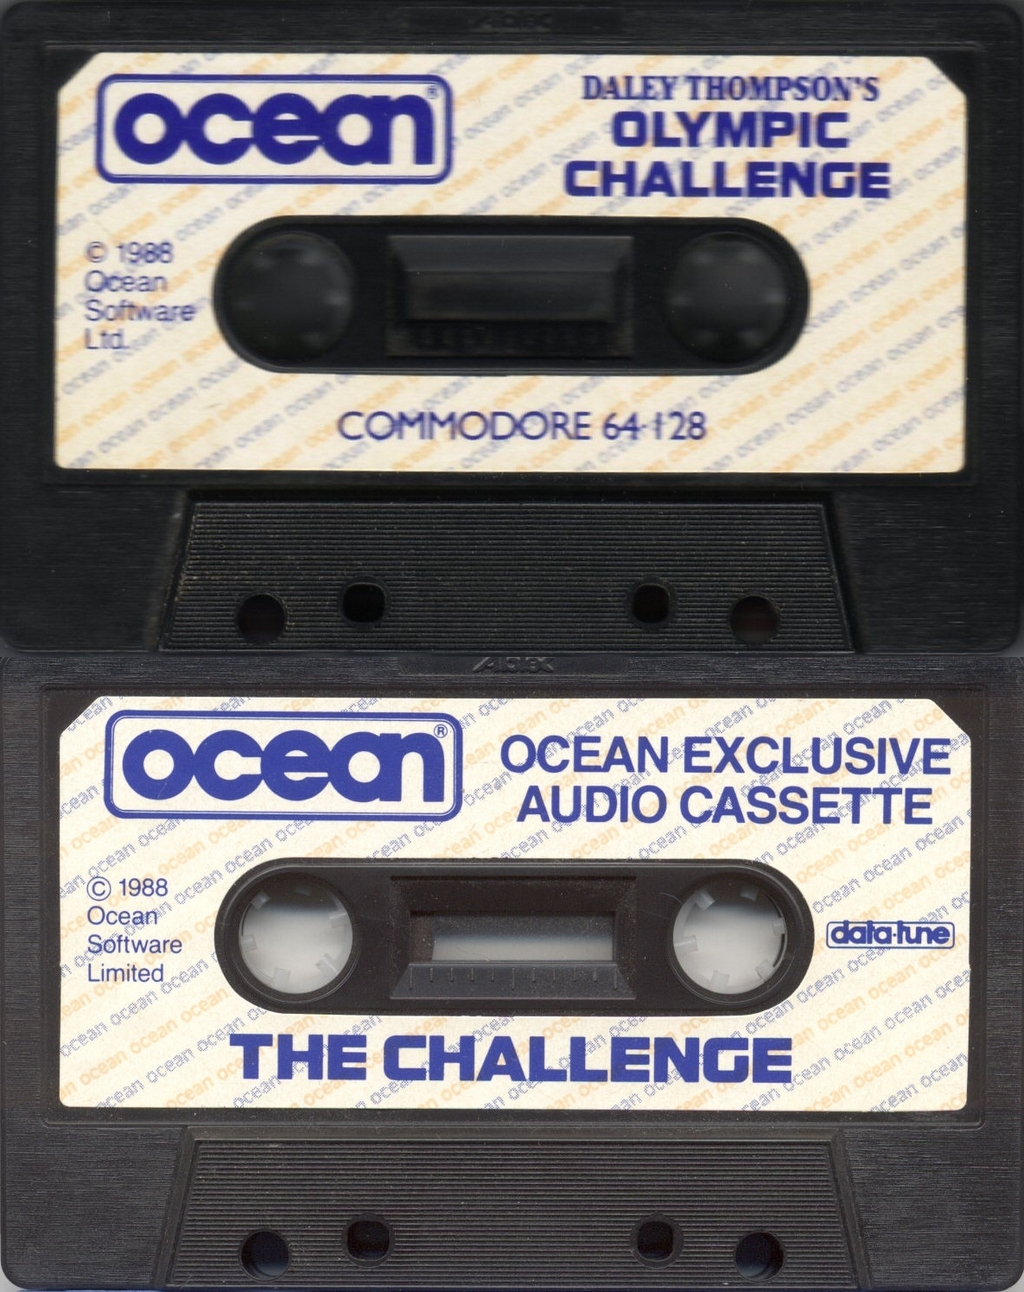 ocean®
DALEY THOMPSON'S
OLYMPIC
CHALLENGE
© 1988
Ocean
Software
Ltd.
COMMODORE 64-128
ocean®
OCEAN EXCLUSIVE
AUDIO CASSETTE
© 1988
Ocean
Software
Limited
data-tune
THE CHALLENGE